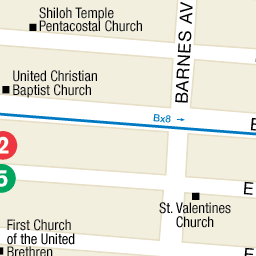 Shiloh Temple
Pentacostal Church
BARNES AV
United Christian
Baptist Church
Bx8 →
2
5
E
E
St. Valentines
Church
First Church
of the United
Brethren